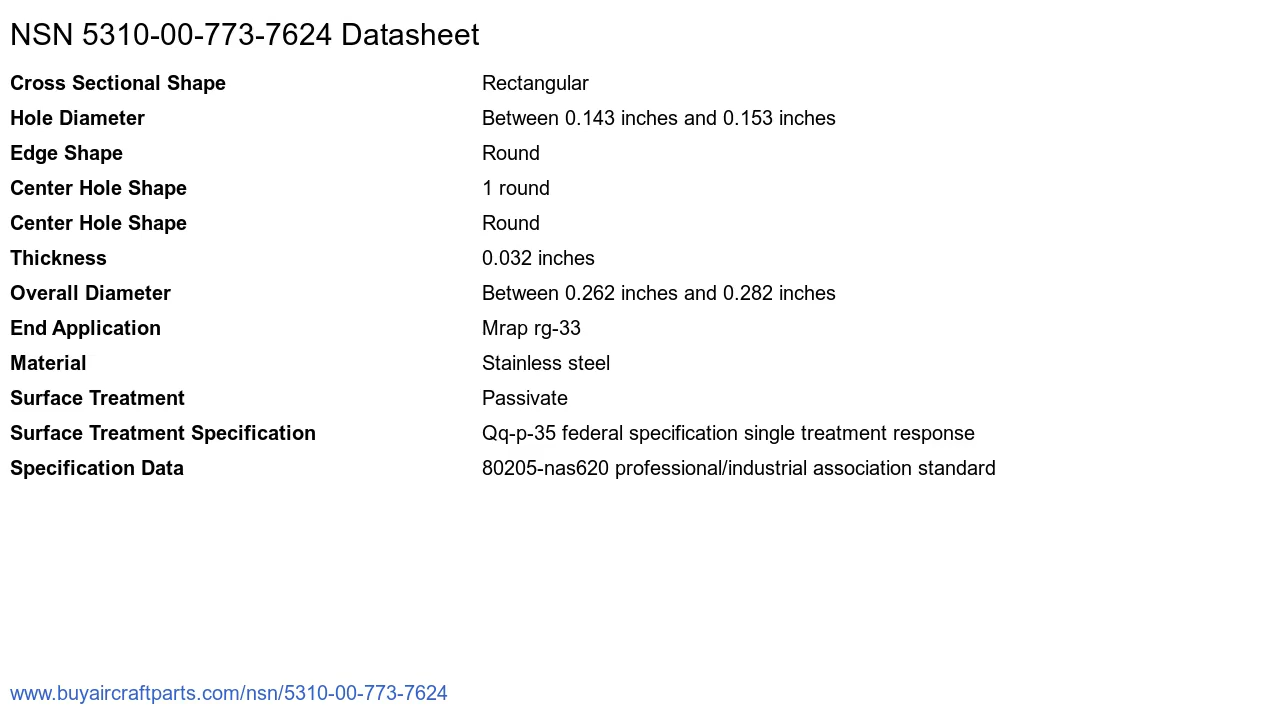 NSN 5310-00-773-7624 Datasheet
Cross Sectional Shape Rectangular
Hole Diameter Between 0.143 inches and 0.153 inches
Edge Shape Round
Center Hole Shape 1 round
Center Hole Shape Round
Thickness 0.032 inches
Overall Diameter Between 0.262 inches and 0.282 inches
End Application Mrap rg-33
Material Stainless steel
Surface Treatment Passivate
Surface Treatment Specification Qq-p-35 federal specification single treatment response
Specification Data 80205-nas620 professional/industrial association standard
www.buyaircraftparts.com/nsn/5310-00-773-7624